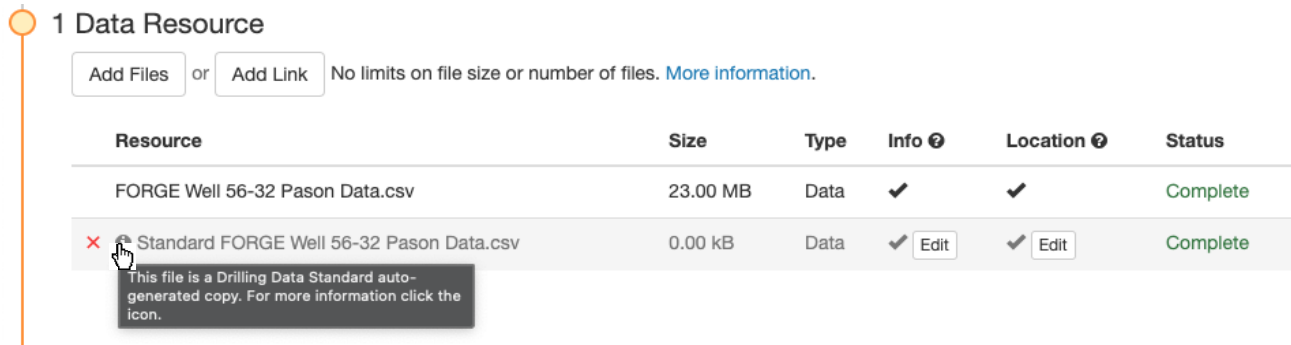 1 Data Resource
Add Files or Add Link No limits on file size or number of files. More information.
Resource Size Type Info Location Status
FORGE Well 56-32 Pason Data.csv 23.00 MB Data Complete
Standard FORGE Well 56-32 Pason Data.csv 0.00 kB Data Edit Edit Complete
This file is a Drilling Data Standard auto-
generated copy. For more information click the
icon.